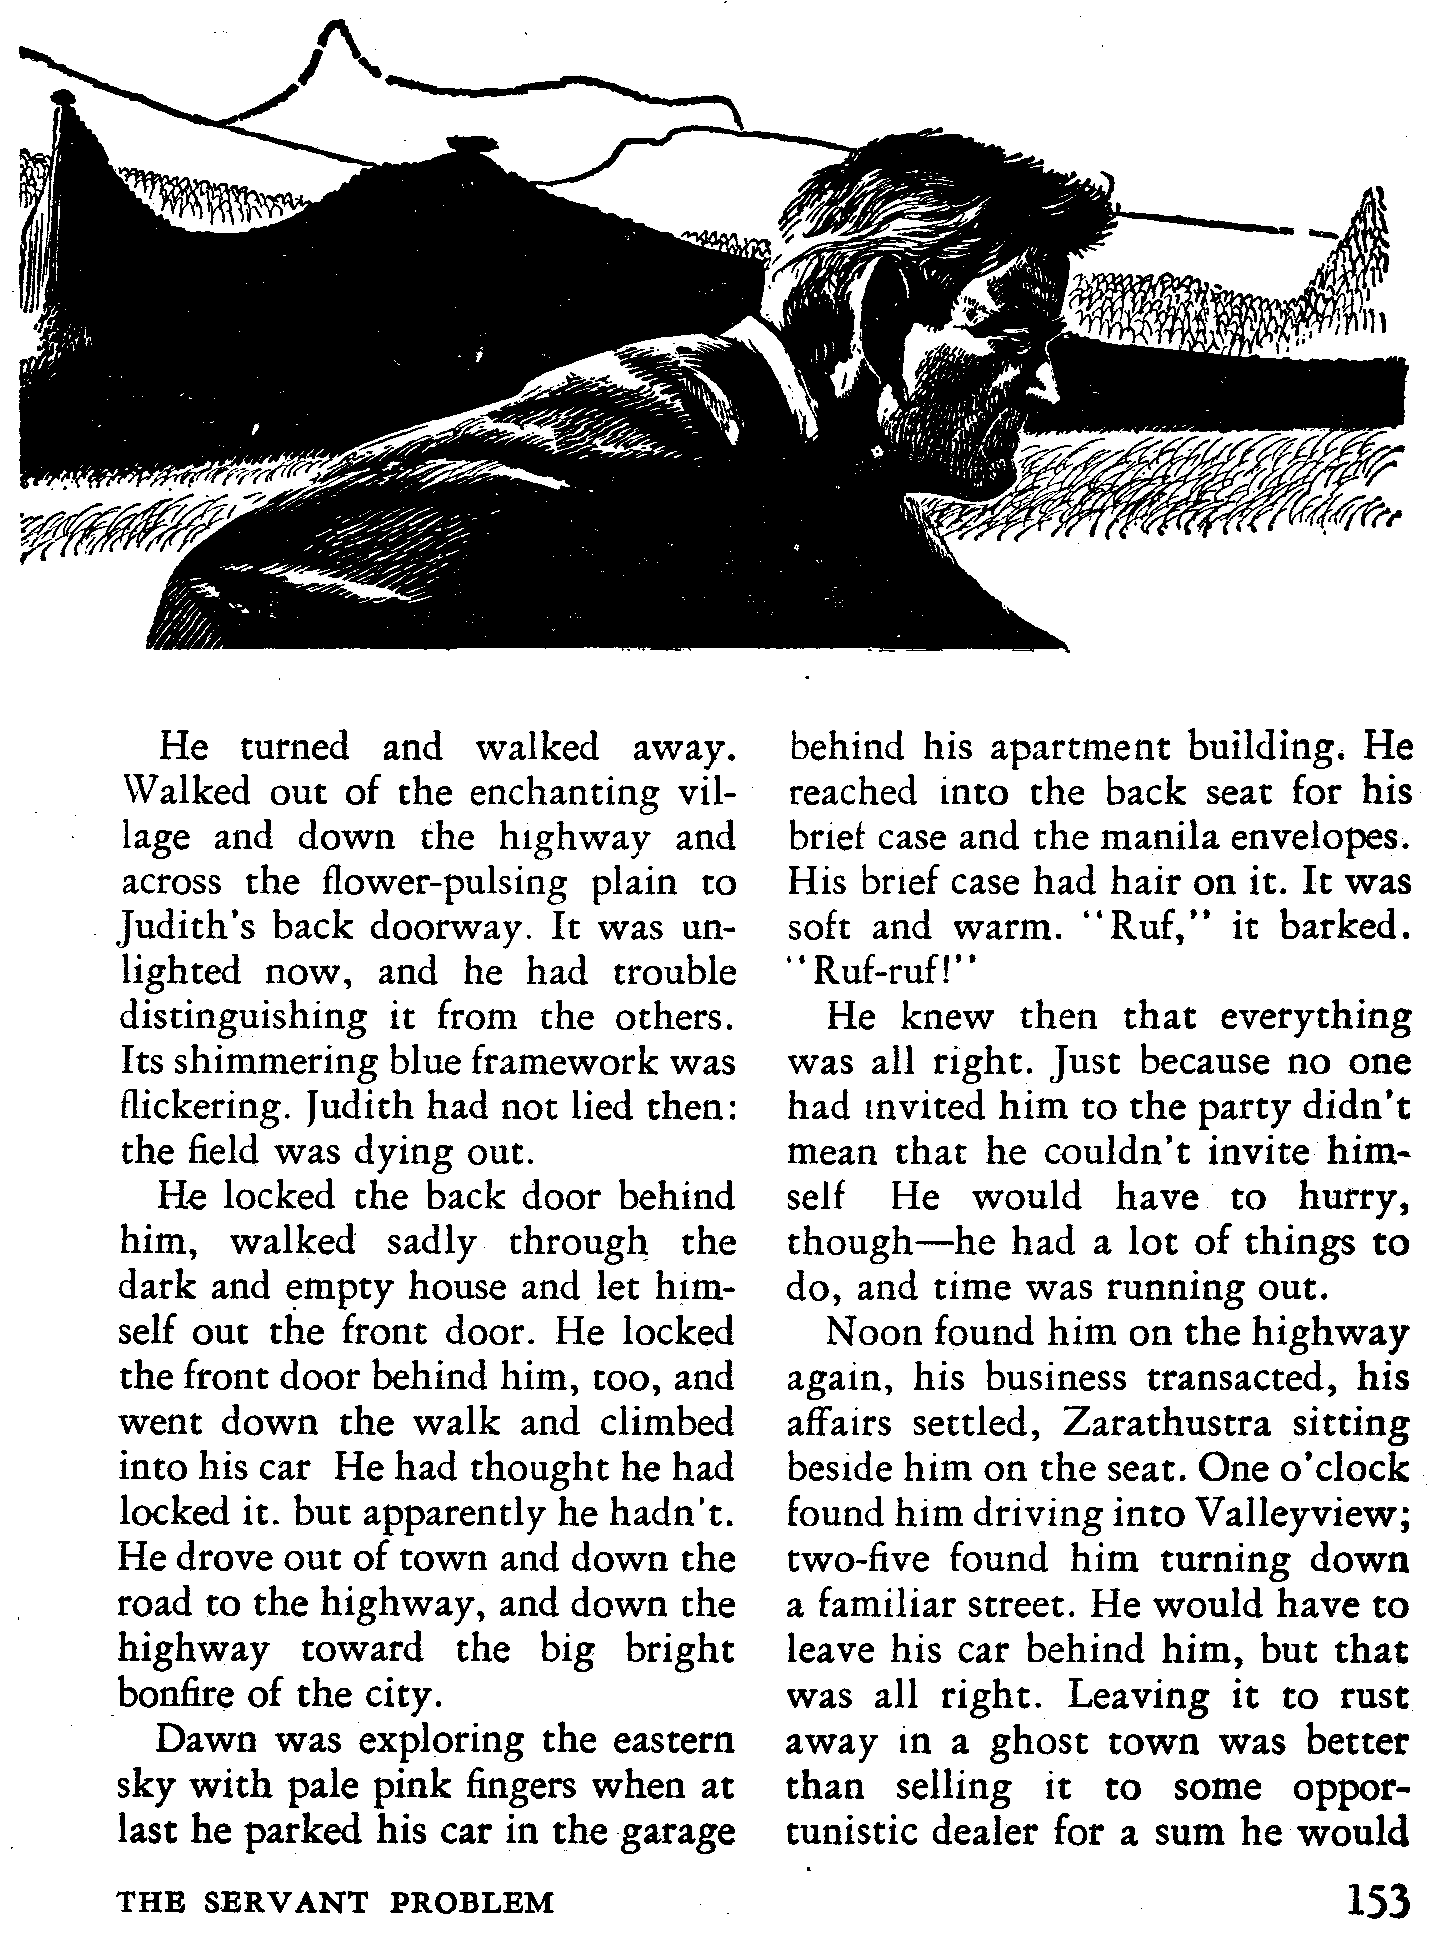 He turned and walked away.
Walked out of the enchanting vil-
lage and down the highway and
across the flower-pulsing plain to
Judith's back doorway. It was un-
lighted now, and he had trouble
distinguishing it from the others.
Its shimmering blue framework was
flickering. Judith had not lied then:
the field was dying out.
He locked the back door behind
him, walked sadly through the
dark and empty house and let him-
self out the front door. He locked
the front door behind him, too, and
went down the walk and climbed
into his car He had thought he had
locked it. but apparently he hadn't.
He drove out of town and down the
road to the highway, and down the
highway toward the big bright
bonfire of the city.
Dawn was exploring the eastern
sky with pale pink fingers when at
last he parked his car in the garage
behind his apartment building. He
reached into the back seat for his
brief case and the manila envelopes.
His brief case had hair on it. It was
soft and warm. "Ruf," it barked.
"Ruf-ruf!"
He knew then that everything
was all right. Just because no one
had invited him to the party didn't
mean that he couldn't invite him-
self He would have to hurry,
though—he had a lot of things to
do, and time was running out.
Noon found him on the highway
again, his business transacted, his
affairs settled, Zarathustra sitting
beside him on the seat. One o'clock
found him driving into Valleyview;
two-five found him turning down
a familiar street. He would have to
leave his car behind him, but that
was all right. Leaving it to rust
away in a ghost town was better
than selling it to some oppor-
tunistic dealer for a sum he would
THE SERVANT PROBLEM
153